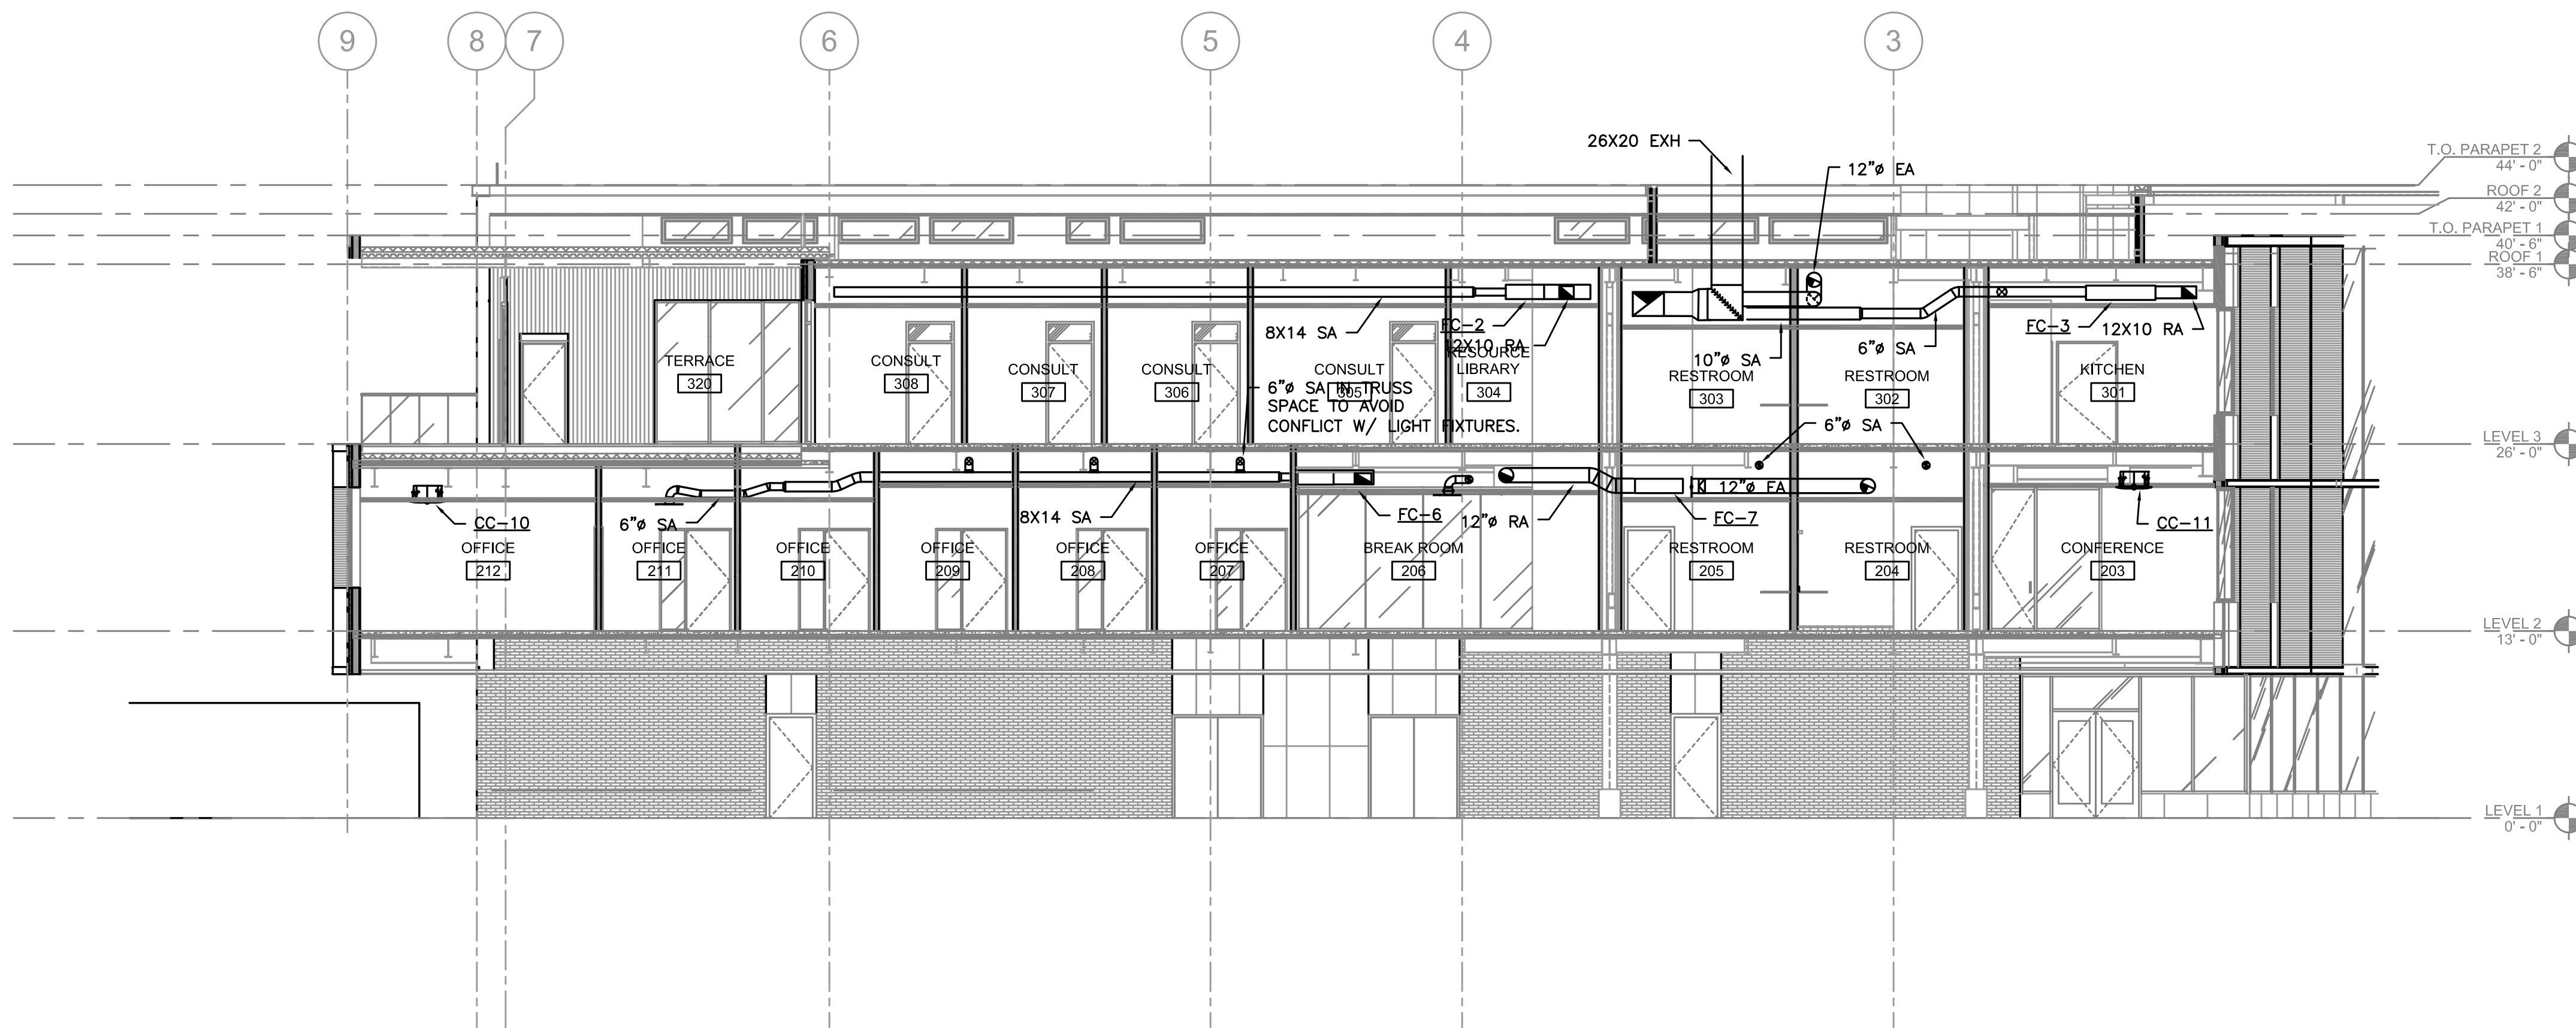 9
8
7
6
5
4
3
26X20 EXH
12"ø EA
T.O. PARAPET 2
44' - 0"
ROOF 2
42' - 0"
T.O. PARAPET 1
40' - 6"
ROOF 1
38' - 6"
8X14 SA
FC-2
12X10 RA
10"ø SA
6"ø SA
FC-3
12X10 RA
TERRACE
320
CONSULT
308
CONSULT
307
CONSULT
306
CONSULT
305
RESOURCE
LIBRARY
304
RESTROOM
303
RESTROOM
302
KITCHEN
301
6"ø SA IN TRUSS
SPACE TO AVOID
CONFLICT W/ LIGHT FIXTURES.
6"ø SA
LEVEL 3
26' - 0"
CC-10
6"ø SA
8X14 SA
FC-6
12"ø RA
12"ø EA
FC-7
CC-11
OFFICE
212
OFFICE
211
OFFICE
210
OFFICE
209
OFFICE
208
OFFICE
207
BREAK ROOM
206
RESTROOM
205
RESTROOM
204
CONFERENCE
203
LEVEL 2
13' - 0"
LEVEL 1
0' - 0"